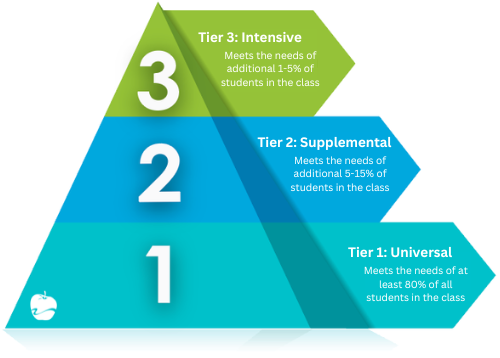 3
Tier 3: Intensive
Meets the needs of
additional 1-5% of
students in the class
2
Tier 2: Supplemental
Meets the needs of
additional 5-15% of
students in the class
1
Tier 1: Universal
Meets the needs of at
least 80% of all
students in the class